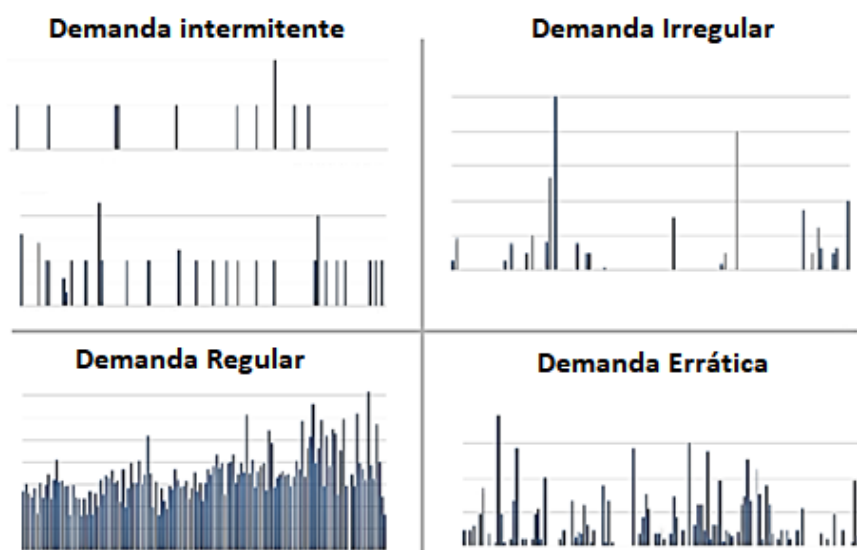 Demanda intermitente
Demanda Irregular
Demanda Regular
Demanda Errática